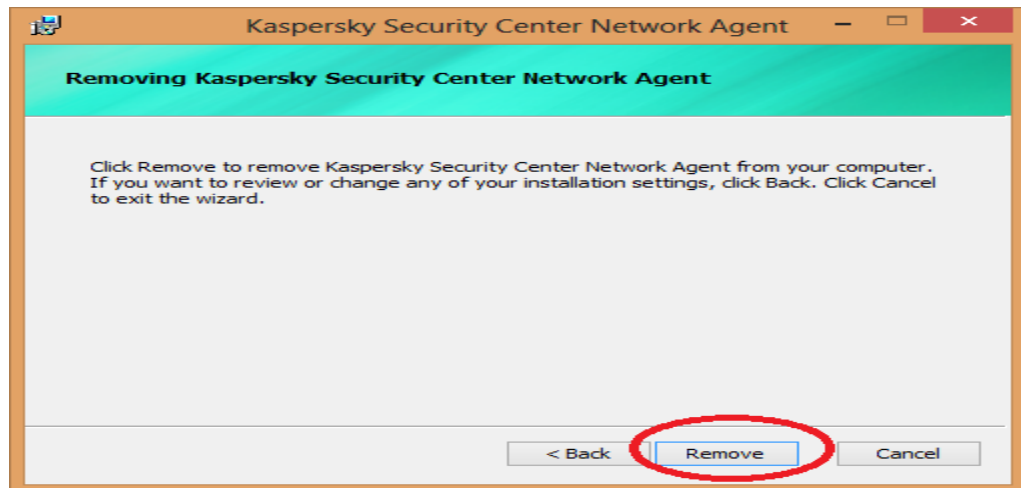 Kaspersky Security Center Network Agent
Removing Kaspersky Security Center Network Agent
Click Remove to remove Kaspersky Security Center Network Agent from your computer.
If you want to review or change any of your installation settings, click Back. Click Cancel
to exit the wizard.
< Back Remove Cancel